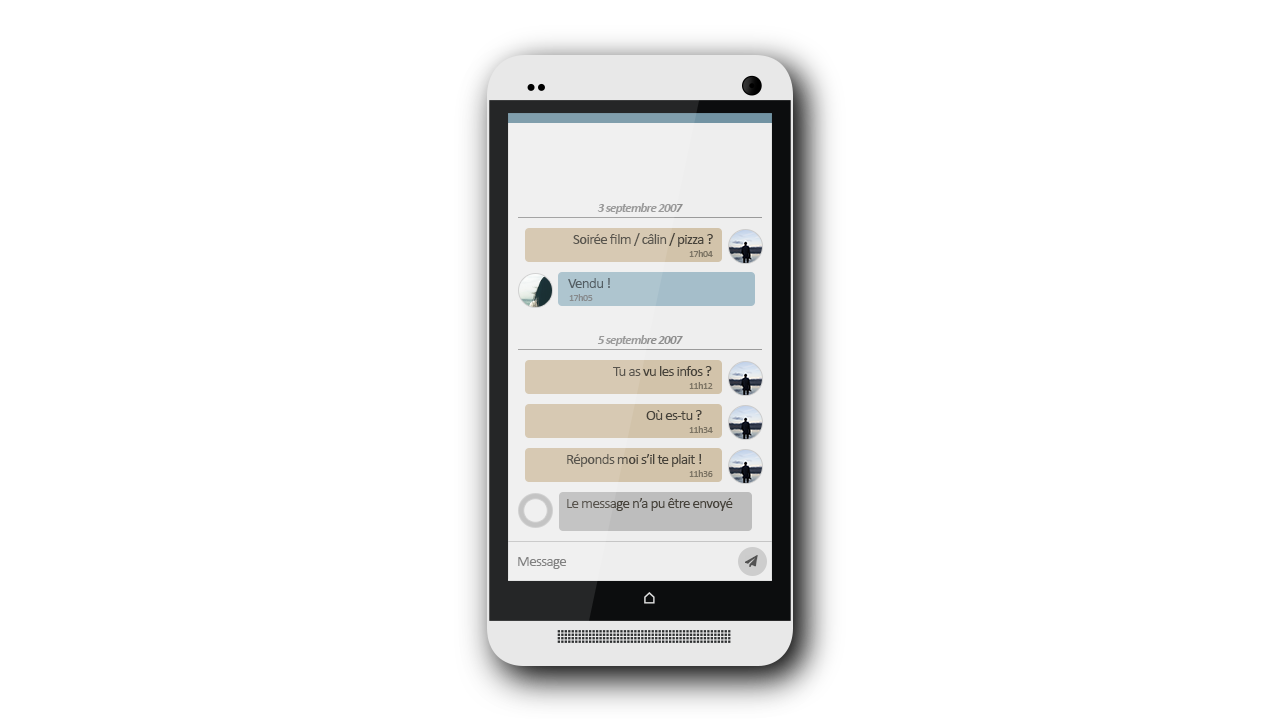 3 septembre 2007
Soirée film / câlin / pizza ?
17h04
Vendu !
17h05
5 septembre 2007
Tu as vu les infos ?
11h12
Où es-tu ?
11h34
Réponds moi s'il te plait !
11h36
Le message n'a pu être envoyé
Message